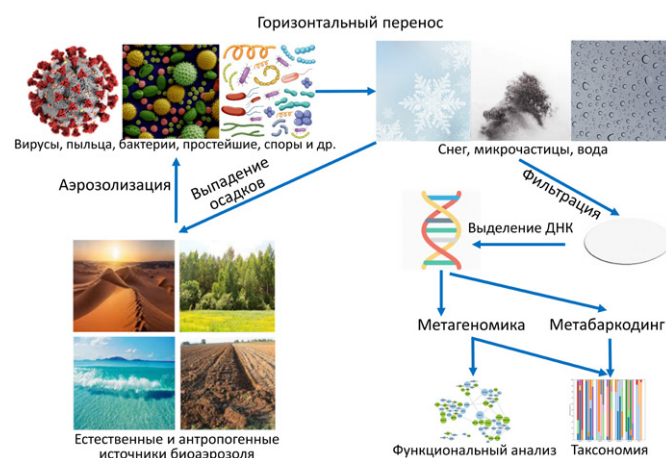 Горизонтальный перенос
Вирусы, пыльца, бактерии, простейшие, споры и др.
Снег, микрочастицы, вода
Аэрозолизация
Выпадение
осадков
Фильтрация
Выделение ДНК
Метагеномика
Метабаркодинг
Естественные и антропогенные
источники биоаэрозоля
Функциональный анализ
Таксономия